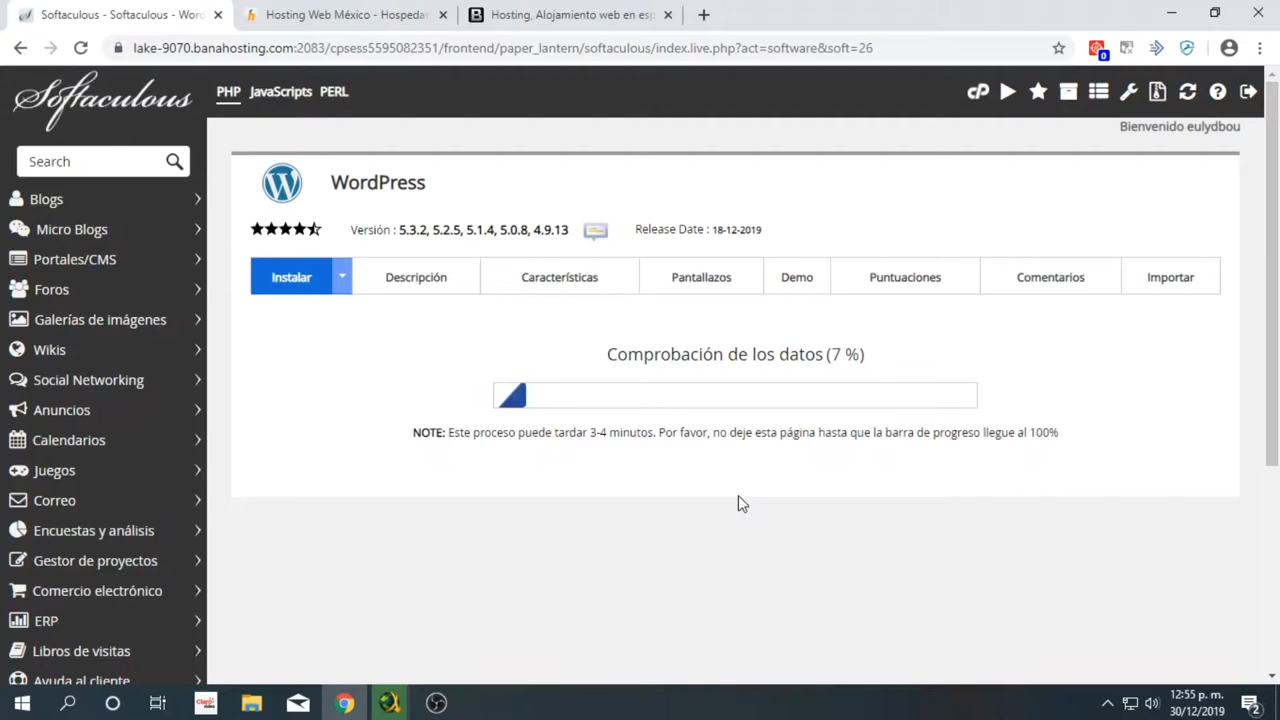 Softaculous - Softaculous - Word
Hosting Web México - Hospedar
Hosting, Alojamiento web en esp
lake-9070.banahosting.com:2083/cpsess5595582351/frontend/paper_lantern/softaculous/index.live.php?act=software&soft=26
0
Softaculous
PHP JavaScripts PERL
Bienvenido eulydbou
Search
WordPress
Versión : 5.3.2, 5.2.5, 5.1.4, 5.0.8, 4.9.13
Release Date : 18-12-2019
Instalar
Descripción
Características
Pantallazos
Demo
Puntuaciones
Comentarios
Importar
Comprobación de los datos (7 %)
NOTE: Este proceso puede tardar 3-4 minutos. Por favor, no deje esta página hasta que la barra de progreso llegue al 100%
Blogs
Micro Blogs
Portales/CMS
Foros
Galerías de imágenes
Wikis
Social Networking
Anuncios
Calendarios
Juegos
Correo
Encuestas y análisis
Gestor de proyectos
Comercio electrónico
ERP
Libros de visitas
Ayuda al cliente
Claro video
12:55 p. m.
30/12/2019
2